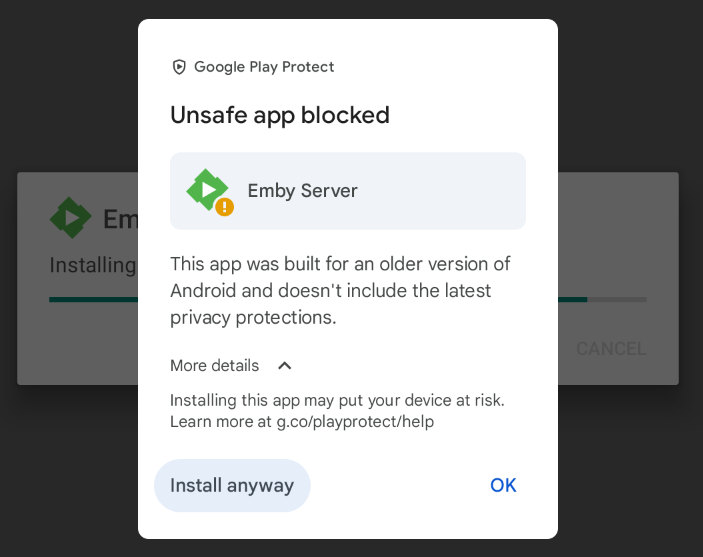 Google Play Protect
Unsafe app blocked
Emby Server
Em
Installing
This app was built for an older version of
Android and doesn't include the latest
privacy protections.
CANCEL
More details
Installing this app may put your device at risk.
Learn more at g.co/playprotect/help
Install anyway
OK